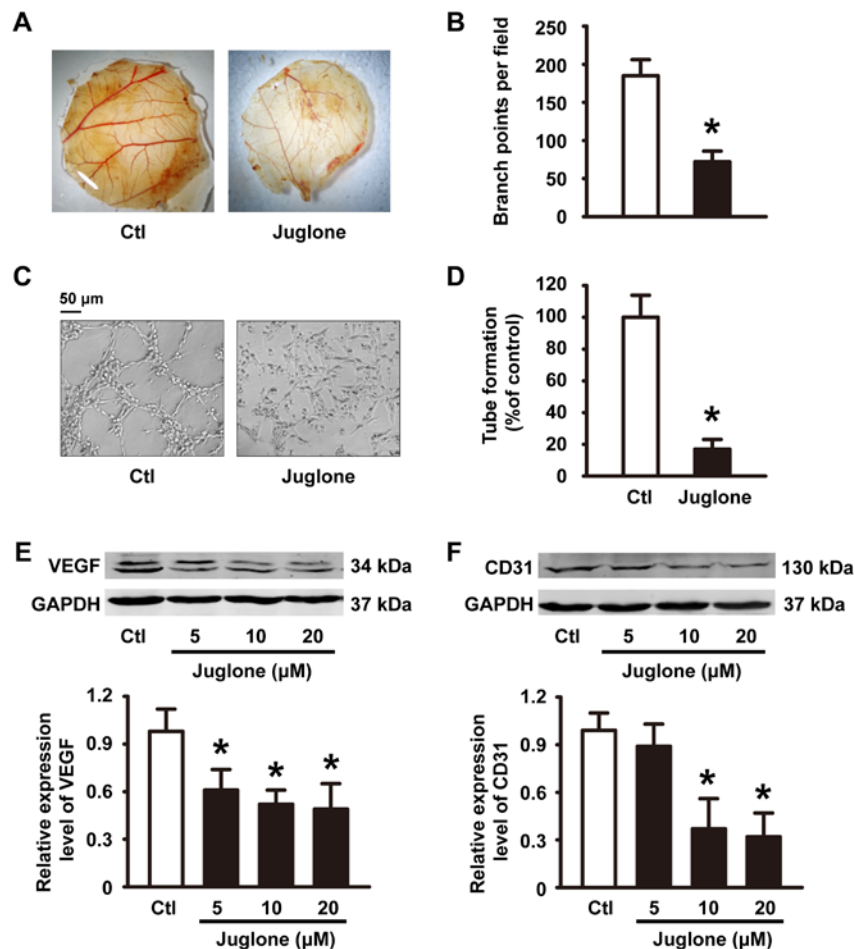 A
Ctl Juglone
B
Branch points per field
250
200
150
100
50
0
*
C
50 µm
Ctl Juglone
D
Tube formation
(%of control)
120
100
80
60
40
20
0
*
Ctl Juglone
E
VEGF 34 kDa
GAPDH 37 kDa
Ctl 5 10 20
Juglone (µM)
Relative expression
level of VEGF
1.2
0.9
0.6
0.3
0
* * *
Ctl 5 10 20
Juglone (µM)
F
CD31 130 kDa
GAPDH 37 kDa
Ctl 5 10 20
Juglone (µM)
Relative expression
level of CD31
1.2
0.9
0.6
0.3
0
* *
Ctl 5 10 20
Juglone (µM)